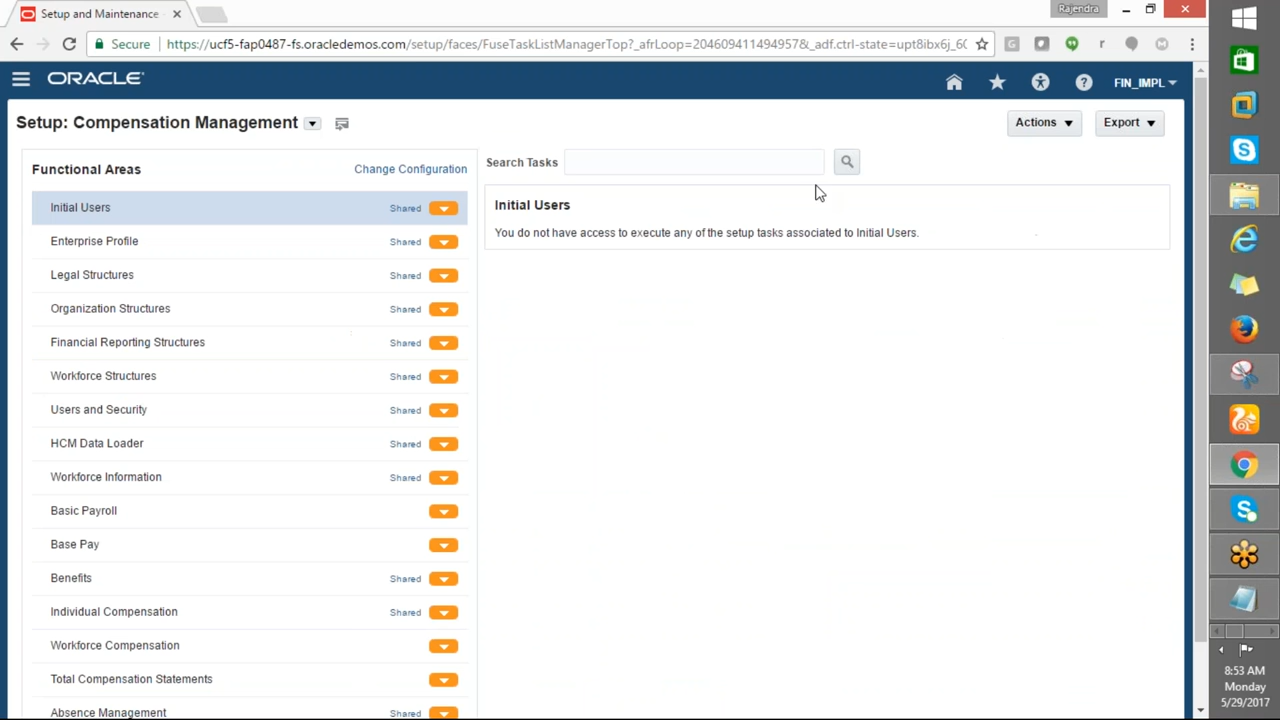 Setup and Maintenance
Rajendra
Secure
https://ucf5-fap0487-fs.oracledemos.com/setup/faces/FuseTaskListManagerTop?_afrLoop=2046094114494957&_adf.ctrl-state=upt8ibx6j_6
ORACLE
FIN_IMPL
Setup: Compensation Management
Actions
Export
Functional Areas
Change Configuration
Search Tasks
Initial Users Shared
Enterprise Profile Shared
Legal Structures Shared
Organization Structures Shared
Financial Reporting Structures Shared
Workforce Structures Shared
Users and Security Shared
HCM Data Loader Shared
Workforce Information Shared
Basic Payroll
Base Pay
Benefits Shared
Individual Compensation Shared
Workforce Compensation
Total Compensation Statements
Absence Management Shared
Initial Users
You do not have access to execute any of the setup tasks associated to Initial Users.
8:53 AM
Monday
5/29/2017